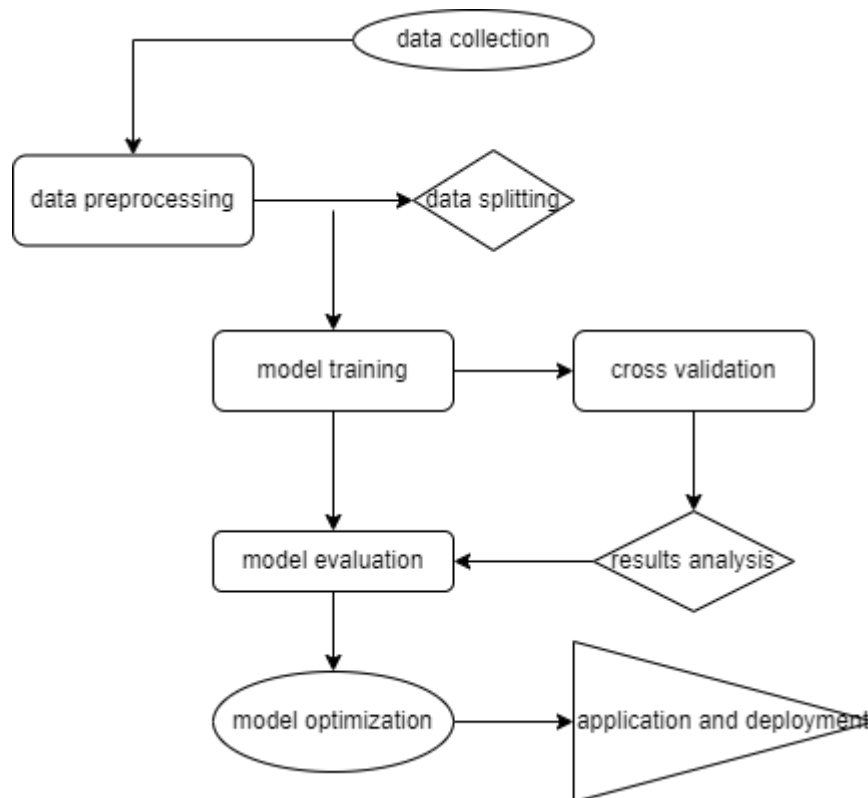 data collection
data preprocessing
data splitting
model training
cross validation
model evaluation
results analysis
model optimization
application and deployment